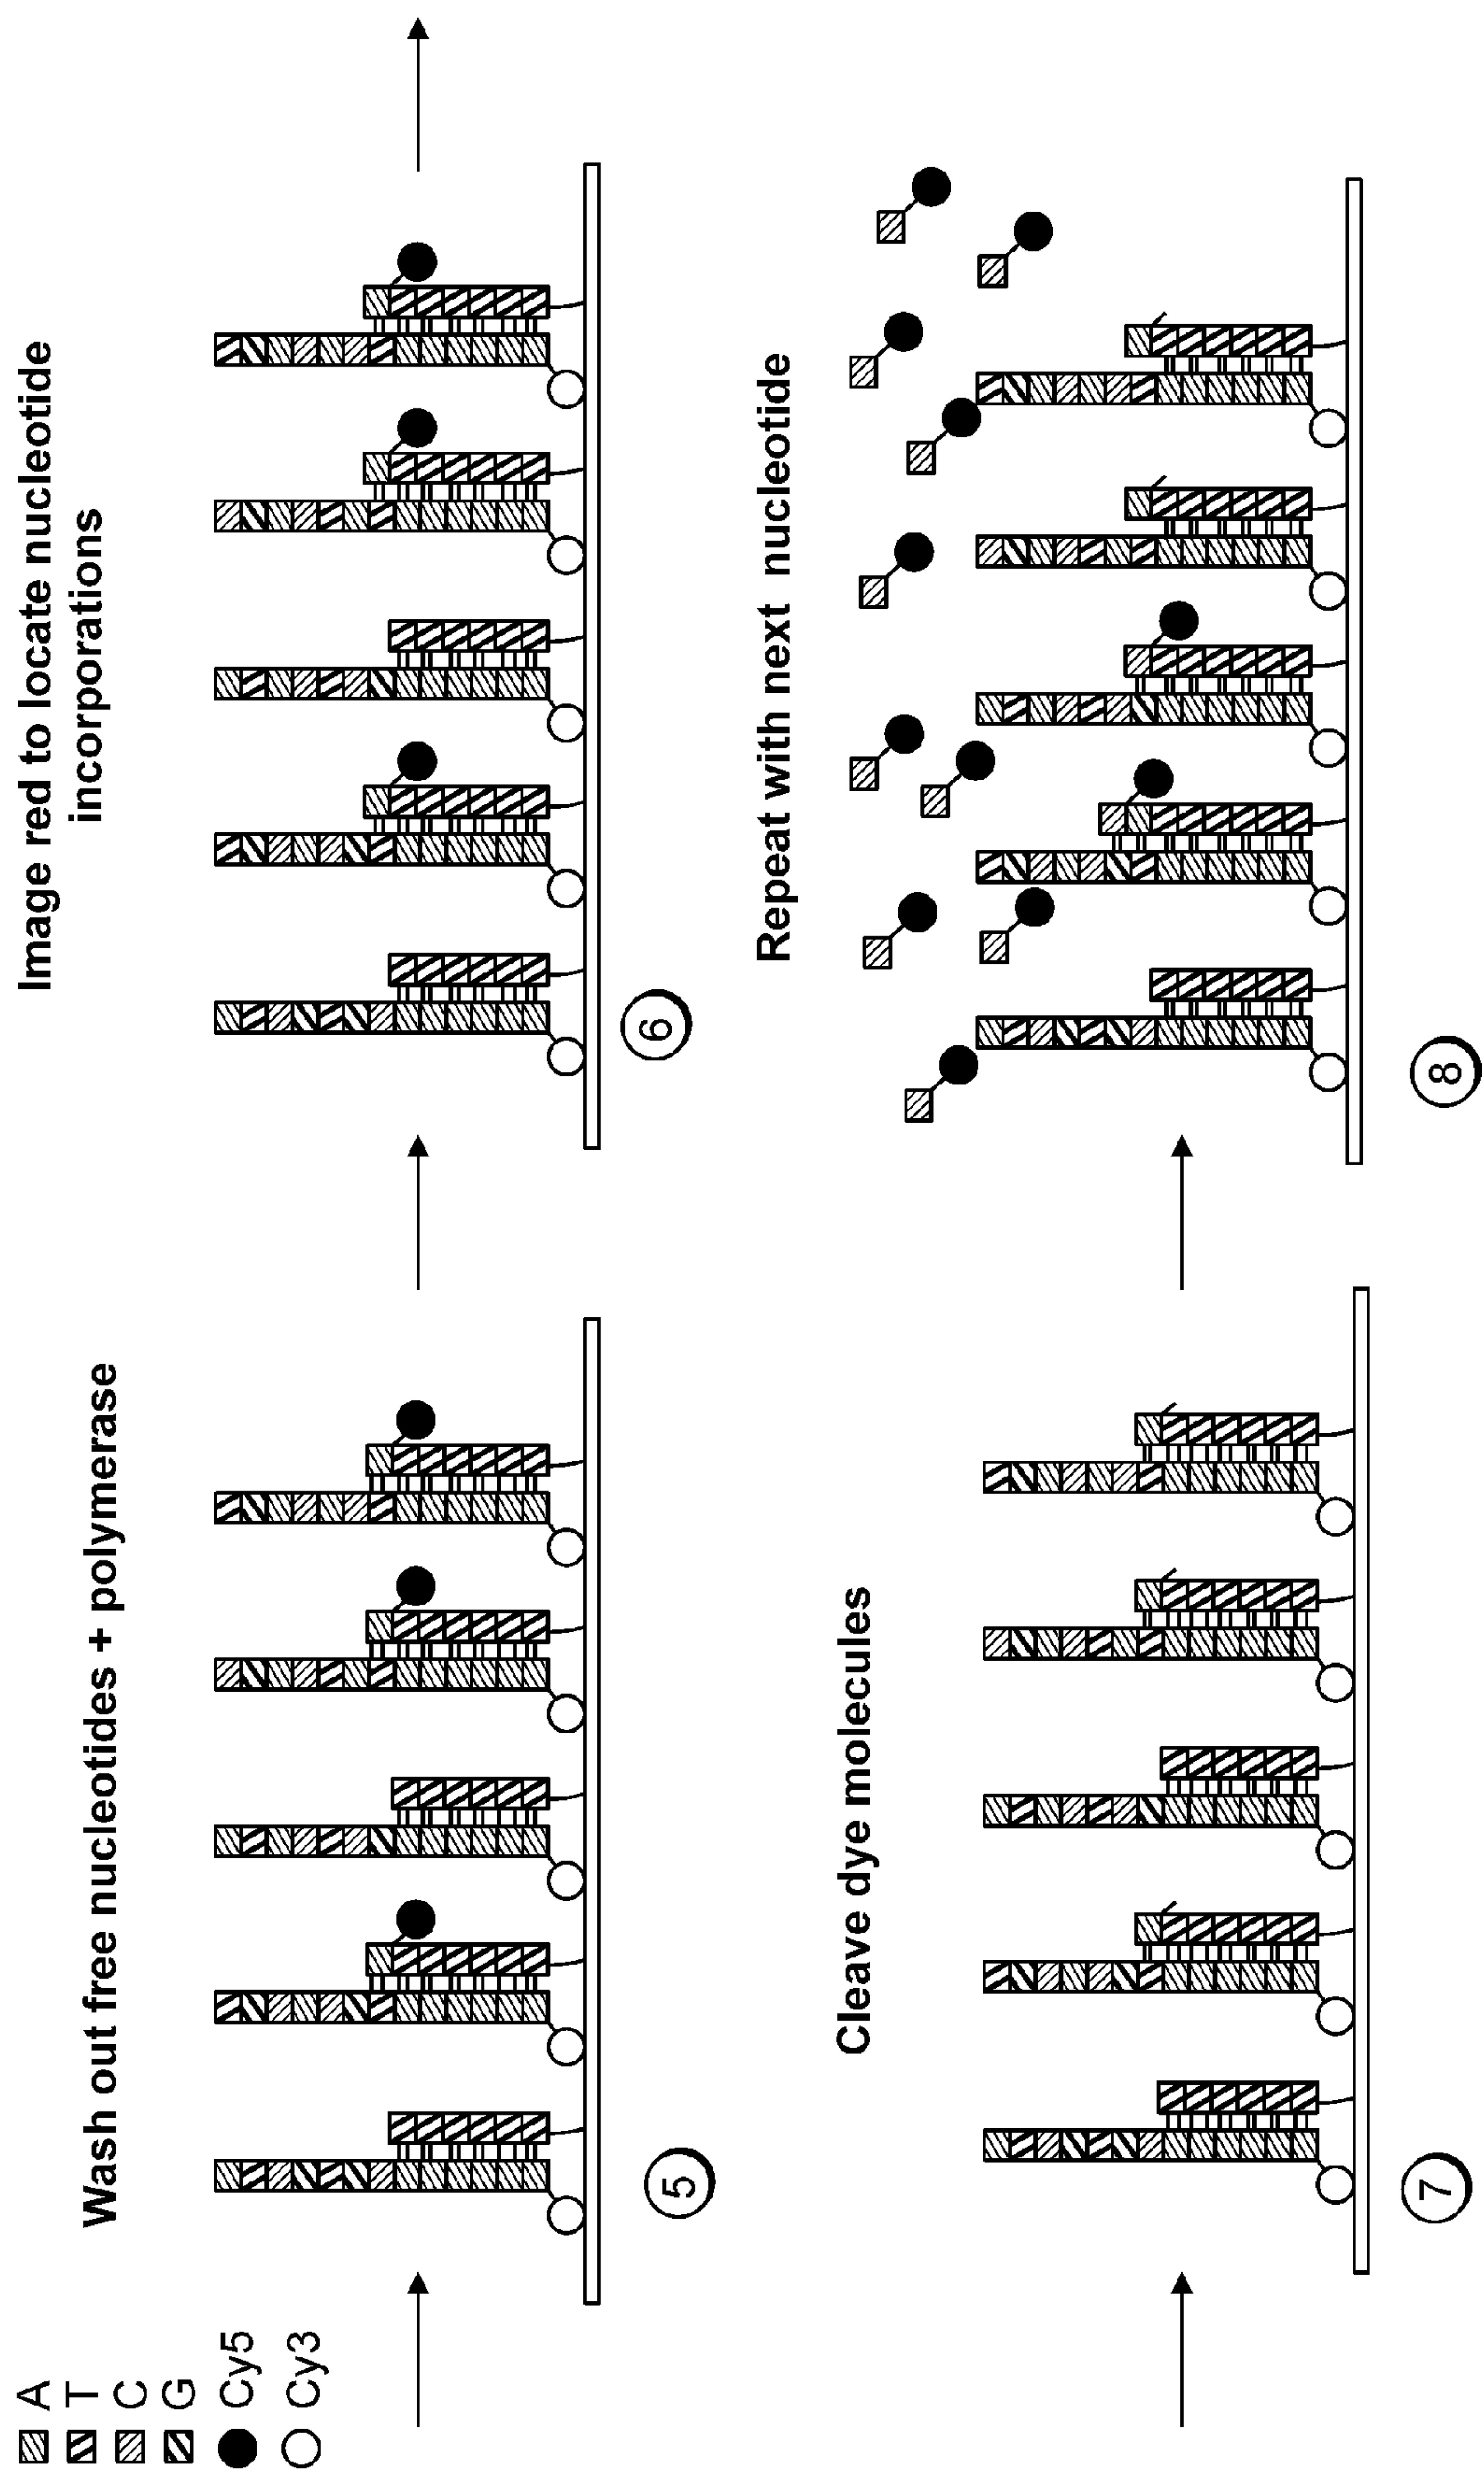 A
T
C
G
Cy5
Cy3
Wash out free nucleotides + polymerase
5
Image red to locate nucleotide
incorporations
6
Cleave dye molecules
7
Repeat with next nucleotide
8